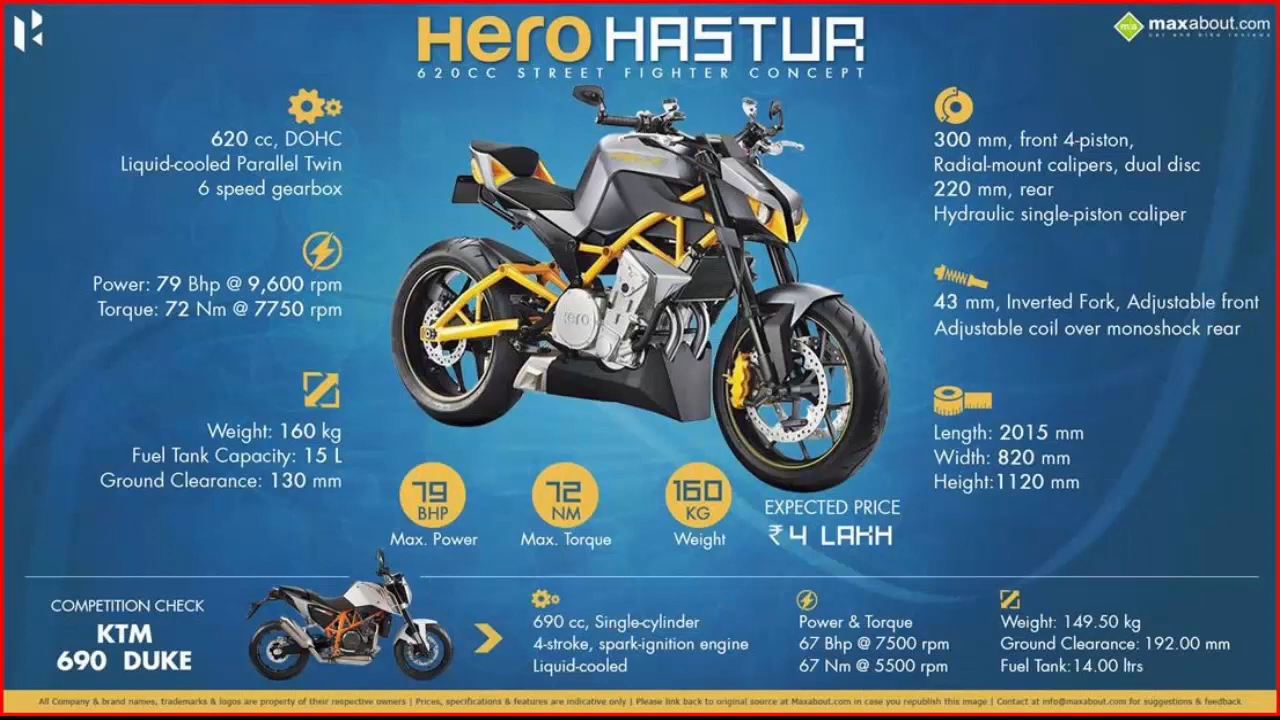 Hero HASTUR
620CC STREET FIGHTER CONCEPT
maxabout.com
car and bike reviews
620 cc, DOHC
Liquid-cooled Parallel Twin
6 speed gearbox
Power: 79 Bhp @ 9,600 rpm
Torque: 72 Nm @ 7750 rpm
Weight: 160 kg
Fuel Tank Capacity: 15 L
Ground Clearance: 130 mm
300 mm, front 4-piston,
Radial-mount calipers, dual disc
220 mm, rear
Hydraulic single-piston caliper
43 mm, Inverted Fork, Adjustable front
Adjustable coil over monoshock rear
Length: 2015 mm
Width: 820 mm
Height:1120 mm
Hero
79
BHP
Max. Power
72
NM
Max. Torque
160
KG
Weight
EXPECTED PRICE
₹ 4 LAKH
COMPETITION CHECK
KTM
690 DUKE
690 cc, Single-cylinder
4-stroke, spark-ignition engine
Liquid-cooled
Power & Torque
67 Bhp @ 7500 rpm
67 Nm @ 5500 rpm
Weight: 149.50 kg
Ground Clearance: 192.00 mm
Fuel Tank:14.00 ltrs
All Company & brand names, trademarks & logos are property of their respective owners | Prices, specifications & features are indicative only | Please link back to original source at Maxabout.com in case you republish this image | Contact at info@maxabout.com for suggestions & feedback